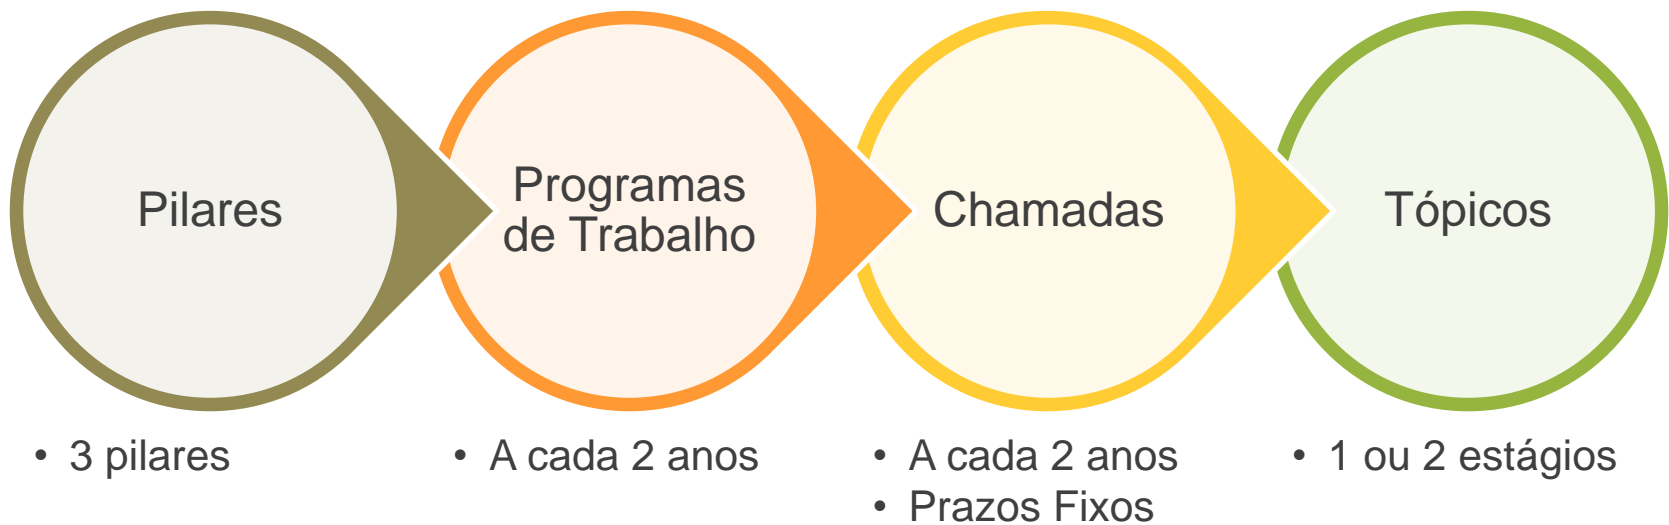 Pilares
Programas
de Trabalho
Chamadas
Tópicos
• 3 pilares
• A cada 2 anos
• A cada 2 anos
• Prazos Fixos
• 1 ou 2 estágios